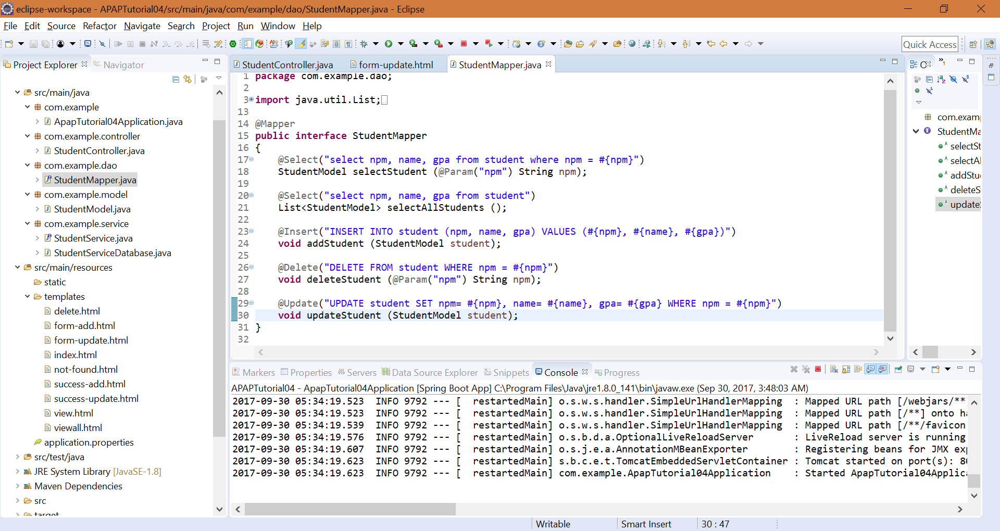 eclipse-workspace - APAPTutorial04/src/main/java/com/example/dao/StudentMapper.java - Eclipse
File Edit Source Refactor Navigate Search Project Run Window Help
Quick Access
Project Explorer Navigator
src/main/java
com.example
ApapTutorial04Application.java
com.example.controller
StudentController.java
com.example.dao
StudentMapper.java
com.example.model
StudentModel.java
com.example.service
StudentService.java
StudentServiceDatabase.java
src/main/resources
static
templates
delete.html
form-add.html
form-update.html
index.html
not-found.html
success-add.html
success-update.html
view.html
viewall.html
application.properties
src/test/java
JRE System Library [JavaSE-1.8]
Maven Dependencies
src
target
StudentController.java form-update.html StudentMapper.java
1 package com.example.dao;
2
3 import java.util.List;
13
14 @Mapper
15 public interface StudentMapper
16 {
17 @Select("select npm, name, gpa from student where npm = #{npm}")
18 StudentModel selectStudent (@Param("npm") String npm);
19
20 @Select("select npm, name, gpa from student")
21 List<StudentModel> selectAllStudents ();
22
23 @Insert("INSERT INTO student (npm, name, gpa) VALUES (#{npm}, #{name}, #{gpa})")
24 void addStudent (StudentModel student);
25
26 @Delete("DELETE FROM student WHERE npm = #{npm}")
27 void deleteStudent (@Param("npm") String npm);
28
29 @Update("UPDATE student SET npm= #{npm}, name= #{name}, gpa= #{gpa} WHERE npm = #{npm}")
30 void updateStudent (StudentModel student);
31 }
32
com.exam
StudentMa
selectSt
selectAl
addStu
deleteS
update
Markers Properties Servers Data Source Explorer Snippets Console Progress
APAPTutorial04 - ApapTutorial04Application [Spring Boot App] C:\Program Files\Java\jre1.8.0_141\bin\javaw.exe (Sep 30, 2017, 3:48:03 AM)
2017-09-30 05:34:19.523 INFO 9792 --- [ restartedMain] o.s.w.s.handler.SimpleUrlHandlerMapping : Mapped URL path [/webjars/**
2017-09-30 05:34:19.523 INFO 9792 --- [ restartedMain] o.s.w.s.handler.SimpleUrlHandlerMapping : Mapped URL path [/**] onto ha
2017-09-30 05:34:19.539 INFO 9792 --- [ restartedMain] o.s.w.s.handler.SimpleUrlHandlerMapping : Mapped URL path [/**/favicon
2017-09-30 05:34:19.576 INFO 9792 --- [ restartedMain] o.s.b.d.a.OptionalLiveReloadServer : LiveReload server is running
2017-09-30 05:34:19.607 INFO 9792 --- [ restartedMain] o.s.j.e.a.AnnotationMBeanExporter : Registering beans for JMX exp
2017-09-30 05:34:19.623 INFO 9792 --- [ restartedMain] s.b.c.e.t.TomcatEmbeddedServletContainer : Tomcat started on port(s): 80
2017-09-30 05:34:19.623 INFO 9792 --- [ restartedMain] com.example.ApapTutorial04Application : Started ApapTutorial04Applica
Writable Smart Insert 30 : 47